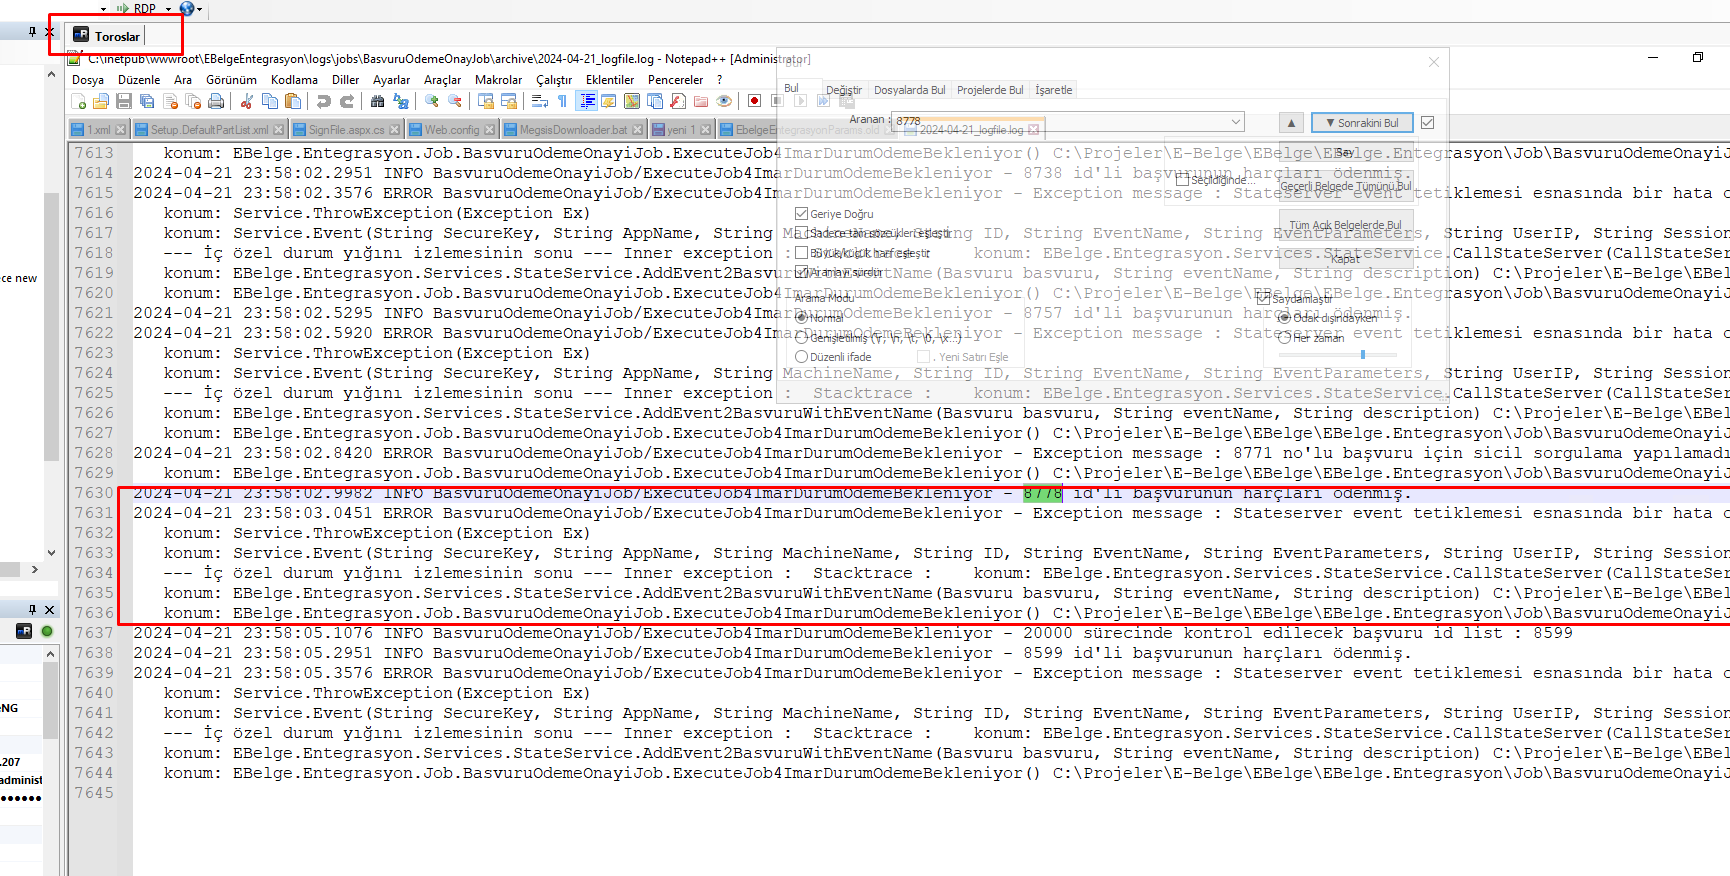 RDP
Toroslar
C:\inetpub\wwwroot\EBelgeEntegrasyon\logs\jobs\BasvuruOdemeOnayJob\archive\2024-04-21_logfile.log - Notepad++ [Administrator]
Dosya Düzenle Ara Görünüm Kodlama Diller Ayarlar Araçlar Makrolar Çalıştır Eklentiler Pencereler ?
Bul Değiştir Dosyalarda Bul Projelerde Bul İşaretle
1.xml Setup.DefaultPartList.xml SignFile.aspx.cs Web.config MegsisDownloader.bat yeni 1 EbelgeEntegrasyonParams.old 2024-04-21_logfile.log
Aranan : 8778
▼ Sonrakini Bul
Say
Seçildiğinde...
Geçerli Belgede Tümünü Bul
Geriye Doğru
Tüm Açık Belgelerde Bul
Sadece tam sözcükleri eşleştir
Büyük/küçük harf eşleştir
Kapat
Aramayı sürdür
Arama Modu
Saydamlaştır
Normal
Odak dışındayken
Genişletilmiş (\r, \n, \t, \0, \x...)
Her zaman
Düzenli ifade
. Yeni Satırı Eşle
7613 konum: EBelge.Entegrasyon.Job.BasvuruOdemeOnayiJob.ExecuteJob4ImarDurumOdemeBekleniyor() C:\Projeler\E-Belge\EBelge\EBelge.Entegrasyon\Job\BasvuruOdemeOnayiJ
7614 2024-04-21 23:58:02.2951 INFO BasvuruOdemeOnayiJob/ExecuteJob4ImarDurumOdemeBekleniyor - 8738 id'li başvurunun harçları ödenmiş.
7615 2024-04-21 23:58:02.3576 ERROR BasvuruOdemeOnayiJob/ExecuteJob4ImarDurumOdemeBekleniyor - Exception message : Stateserver event tetiklemesi esnasında bir hata o
7616 konum: Service.ThrowException(Exception Ex)
7617 konum: Service.Event(String SecureKey, String AppName, String MachineName, String ID, String EventName, String EventParameters, String UserIP, String Session
7618 --- İç özel durum yığını izlemesinin sonu --- Inner exception : Stacktrace : konum: EBelge.Entegrasyon.Services.StateService.CallStateServer(CallStateSer
7619 konum: EBelge.Entegrasyon.Services.StateService.AddEvent2BasvuruWithEventName(Basvuru basvuru, String eventName, String description) C:\Projeler\E-Belge\EBel
7620 konum: EBelge.Entegrasyon.Job.BasvuruOdemeOnayiJob.ExecuteJob4ImarDurumOdemeBekleniyor() C:\Projeler\E-Belge\EBelge\EBelge.Entegrasyon\Job\BasvuruOdemeOnayiJ
7621 2024-04-21 23:58:02.5295 INFO BasvuruOdemeOnayiJob/ExecuteJob4ImarDurumOdemeBekleniyor - 8757 id'li başvurunun harçları ödenmiş.
7622 2024-04-21 23:58:02.5920 ERROR BasvuruOdemeOnayiJob/ExecuteJob4ImarDurumOdemeBekleniyor - Exception message : Stateserver event tetiklemesi esnasında bir hata o
7623 konum: Service.ThrowException(Exception Ex)
7624 konum: Service.Event(String SecureKey, String AppName, String MachineName, String ID, String EventName, String EventParameters, String UserIP, String Session
7625 --- İç özel durum yığını izlemesinin sonu --- Inner exception : Stacktrace : konum: EBelge.Entegrasyon.Services.StateService.CallStateServer(CallStateSer
7626 konum: EBelge.Entegrasyon.Services.StateService.AddEvent2BasvuruWithEventName(Basvuru basvuru, String eventName, String description) C:\Projeler\E-Belge\EBel
7627 konum: EBelge.Entegrasyon.Job.BasvuruOdemeOnayiJob.ExecuteJob4ImarDurumOdemeBekleniyor() C:\Projeler\E-Belge\EBelge\EBelge.Entegrasyon\Job\BasvuruOdemeOnayiJ
7628 2024-04-21 23:58:02.8420 ERROR BasvuruOdemeOnayiJob/ExecuteJob4ImarDurumOdemeBekleniyor - Exception message : 8771 no'lu başvuru için sicil sorgulama yapılamadı
7629 konum: EBelge.Entegrasyon.Job.BasvuruOdemeOnayiJob.ExecuteJob4ImarDurumOdemeBekleniyor() C:\Projeler\E-Belge\EBelge\EBelge.Entegrasyon\Job\BasvuruOdemeOnayiJ
7630 2024-04-21 23:58:02.9982 INFO BasvuruOdemeOnayiJob/ExecuteJob4ImarDurumOdemeBekleniyor - 8778 id'li başvurunun harçları ödenmiş.
7631 2024-04-21 23:58:03.0451 ERROR BasvuruOdemeOnayiJob/ExecuteJob4ImarDurumOdemeBekleniyor - Exception message : Stateserver event tetiklemesi esnasında bir hata o
7632 konum: Service.ThrowException(Exception Ex)
7633 konum: Service.Event(String SecureKey, String AppName, String MachineName, String ID, String EventName, String EventParameters, String UserIP, String Session
7634 --- İç özel durum yığını izlemesinin sonu --- Inner exception : Stacktrace : konum: EBelge.Entegrasyon.Services.StateService.CallStateServer(CallStateSer
7635 konum: EBelge.Entegrasyon.Services.StateService.AddEvent2BasvuruWithEventName(Basvuru basvuru, String eventName, String description) C:\Projeler\E-Belge\EBel
7636 konum: EBelge.Entegrasyon.Job.BasvuruOdemeOnayiJob.ExecuteJob4ImarDurumOdemeBekleniyor() C:\Projeler\E-Belge\EBelge\EBelge.Entegrasyon\Job\BasvuruOdemeOnayiJ
7637 2024-04-21 23:58:05.1076 INFO BasvuruOdemeOnayiJob/ExecuteJob4ImarDurumOdemeBekleniyor - 20000 sürecinde kontrol edilecek başvuru id list : 8599
7638 2024-04-21 23:58:05.2951 INFO BasvuruOdemeOnayiJob/ExecuteJob4ImarDurumOdemeBekleniyor - 8599 id'li başvurunun harçları ödenmiş.
7639 2024-04-21 23:58:05.3576 ERROR BasvuruOdemeOnayiJob/ExecuteJob4ImarDurumOdemeBekleniyor - Exception message : Stateserver event tetiklemesi esnasında bir hata o
7640 konum: Service.ThrowException(Exception Ex)
7641 konum: Service.Event(String SecureKey, String AppName, String MachineName, String ID, String EventName, String EventParameters, String UserIP, String Session
7642 --- İç özel durum yığını izlemesinin sonu --- Inner exception : Stacktrace : konum: EBelge.Entegrasyon.Services.StateService.CallStateServer(CallStateSer
7643 konum: EBelge.Entegrasyon.Services.StateService.AddEvent2BasvuruWithEventName(Basvuru basvuru, String eventName, String description) C:\Projeler\E-Belge\EBel
7644 konum: EBelge.Entegrasyon.Job.BasvuruOdemeOnayiJob.ExecuteJob4ImarDurumOdemeBekleniyor() C:\Projeler\E-Belge\EBelge\EBelge.Entegrasyon\Job\BasvuruOdemeOnayiJ
7645
ece new
eNG
.207
administ